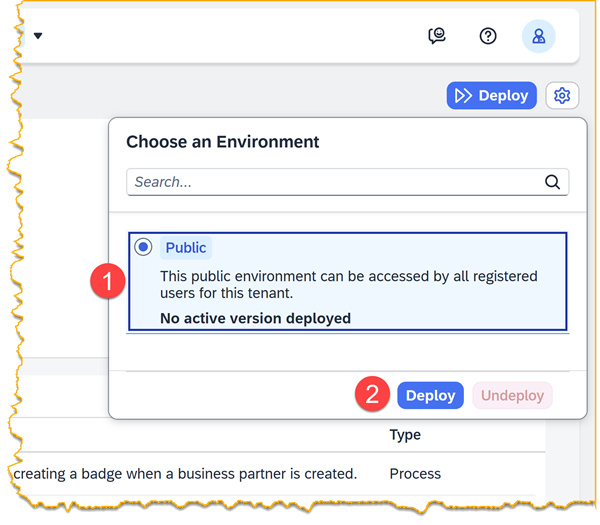 Deploy
Choose an Environment
Search...
Public
1
This public environment can be accessed by all registered
users for this tenant.
No active version deployed
2
Deploy
Undeploy
Type
creating a badge when a business partner is created.
Process